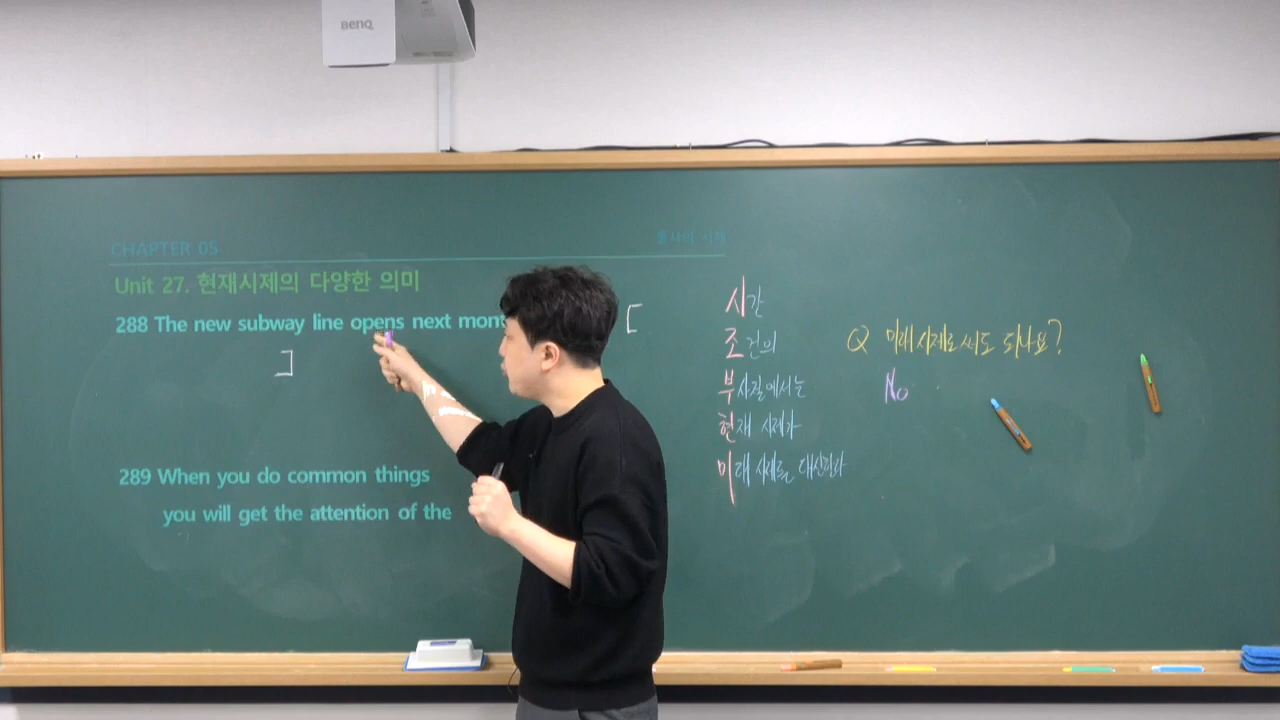 BenQ
CHAPTER 05
동사의 시제
Unit 27. 현재시제의 다양한 의미
288 The new subway line opens next mont
[
]
289 When you do common things
you will get the attention of the
시간
조건의
부사절에서는
현재 시제가
미래 시제를 대신한다
Q 미래 시제로 써도 되나요?
No